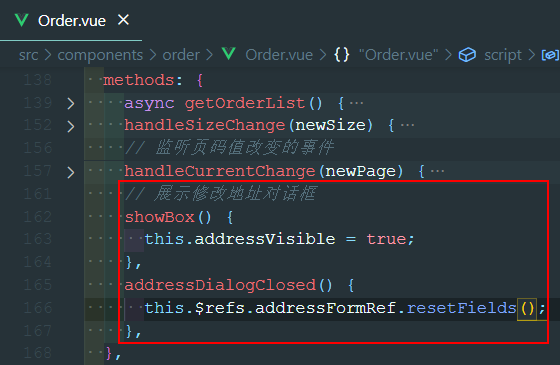 Order.vue ×
src > components > order > Order.vue > {} "Order.vue" > script >
138 methods: {
139 > async getOrderList() { ⋯
152 > handleSizeChange(newSize) { ⋯
156 // 监听页码值改变的事件
157 > handleCurrentChange(newPage) { ⋯
161 // 展示修改地址对话框
162 showBox() {
163 this.addressVisible = true;
164 },
165 addressDialogClosed() {
166 this.$refs.addressFormRef.resetFields();
167 },
168 },